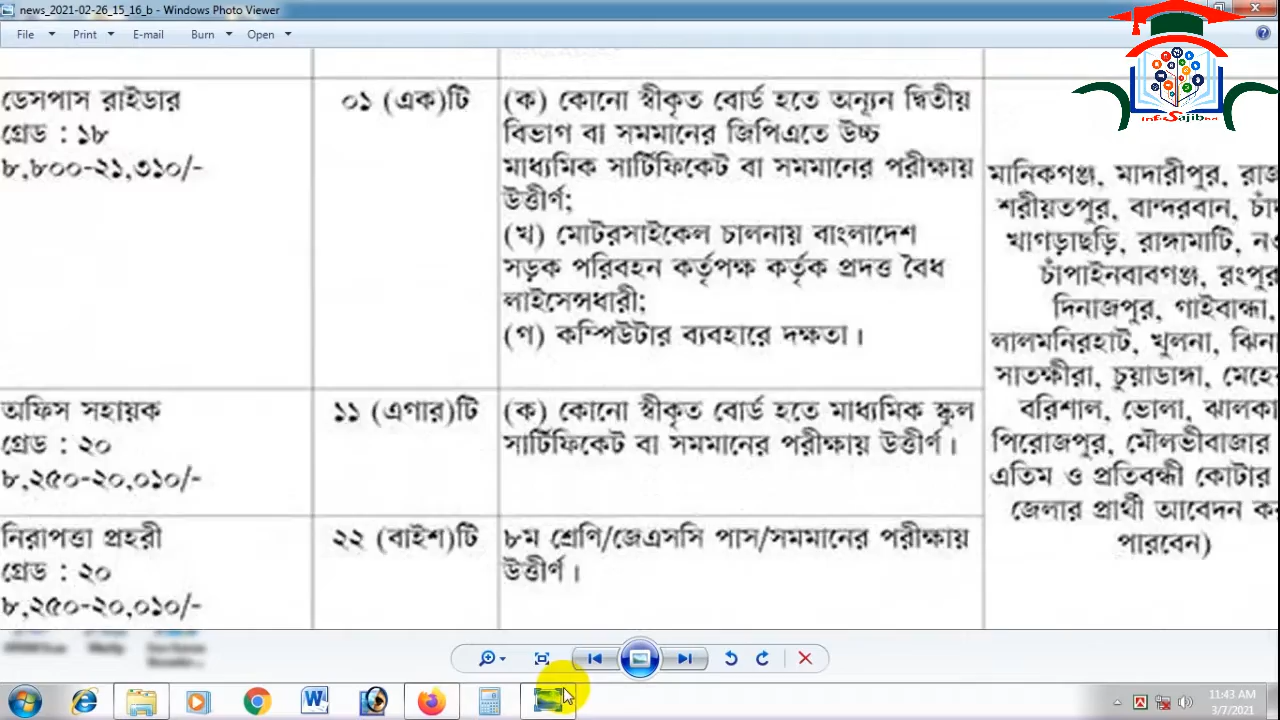 news_2021-02-26_15_16_b - Windows Photo Viewer
File Print E-mail Burn Open
ডেসপাস রাইডার
গ্রেড : ১৮
৮,৮০০-২১,৩১০/-
০১ (এক)টি
(ক) কোনো স্বীকৃত বোর্ড হতে অন্যূন দ্বিতীয়
বিভাগ বা সমমানের জিপিএতে উচ্চ
মাধ্যমিক সার্টিফিকেট বা সমমানের পরীক্ষায়
উত্তীর্ণ;
(খ) মোটরসাইকেল চালনায় বাংলাদেশ
সড়ক পরিবহন কর্তৃপক্ষ কর্তৃক প্রদত্ত বৈধ
লাইসেন্সধারী;
(গ) কম্পিউটার ব্যবহারে দক্ষতা।
মানিকগঞ্জ, মাদারীপুর,
শরীয়তপুর, বান্দরবান,
খাগড়াছড়ি, রাঙ্গামাটি,
চাঁপাইনবাবগঞ্জ, রংপুর
দিনাজপুর, গাইবান্ধা,
লালমনিরহাট, খুলনা,
সাতক্ষীরা, চুয়াডাঙ্গা,
বরিশাল, ভোলা,
পিরোজপুর, মৌলভীবাজার
এতিম ও প্রতিবন্ধী কোটার
জেলার প্রার্থী আবেদন
পারবেন)
অফিস সহায়ক
গ্রেড : ২০
৮,২৫০-২০,০১০/-
১১ (এগার)টি
(ক) কোনো স্বীকৃত বোর্ড হতে মাধ্যমিক স্কুল
সার্টিফিকেট বা সমমানের পরীক্ষায় উত্তীর্ণ।
নিরাপত্তা প্রহরী
গ্রেড : ২০
৮,২৫০-২০,০১০/-
২২ (বাইশ)টি
৮ম শ্রেণি/জেএসসি পাস/সমমানের পরীক্ষায়
উত্তীর্ণ।
11:43 AM
3/7/2021